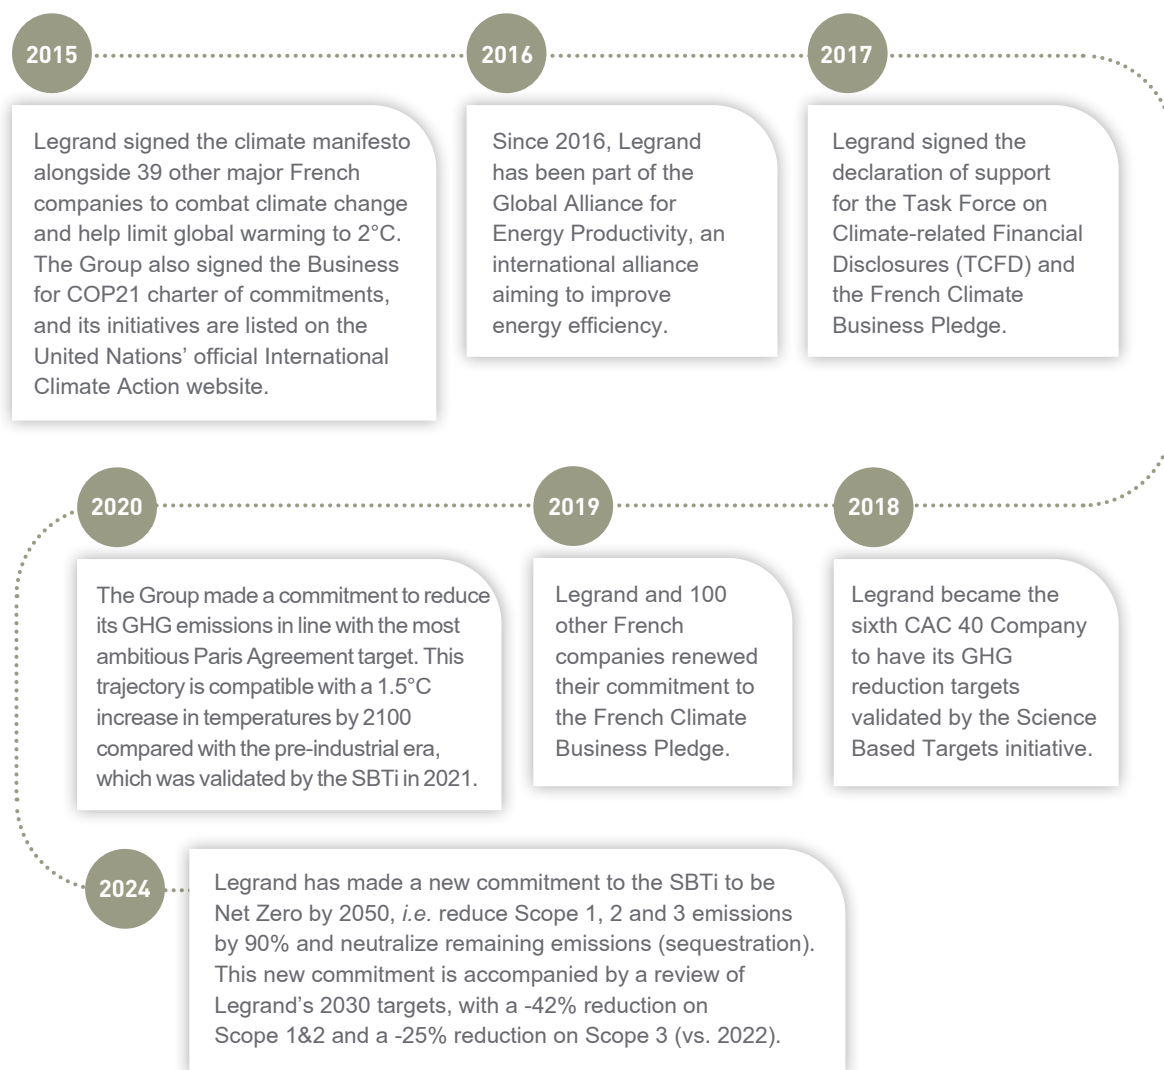 2015
Legrand signed the climate manifesto
alongside 39 other major French
companies to combat climate change
and help limit global warming to 2°C.
The Group also signed the Business
for COP21 charter of commitments,
and its initiatives are listed on the
United Nations’ official International
Climate Action website.
2016
Since 2016, Legrand
has been part of the
Global Alliance for
Energy Productivity, an
international alliance
aiming to improve
energy efficiency.
2017
Legrand signed the
declaration of support
for the Task Force on
Climate-related Financial
Disclosures (TCFD) and
the French Climate
Business Pledge.
2018
Legrand became the
sixth CAC 40 Company
to have its GHG
reduction targets
validated by the Science
Based Targets initiative.
2019
Legrand and 100
other French
companies renewed
their commitment to
the French Climate
Business Pledge.
2020
The Group made a commitment to reduce
its GHG emissions in line with the most
ambitious Paris Agreement target. This
trajectory is compatible with a 1.5°C
increase in temperatures by 2100
compared with the pre-industrial era,
which was validated by the SBTi in 2021.
2024
Legrand has made a new commitment to the SBTi to be
Net Zero by 2050, i.e. reduce Scope 1, 2 and 3 emissions
by 90% and neutralize remaining emissions (sequestration).
This new commitment is accompanied by a review of
Legrand’s 2030 targets, with a -42% reduction on
Scope 1&2 and a -25% reduction on Scope 3 (vs. 2022).